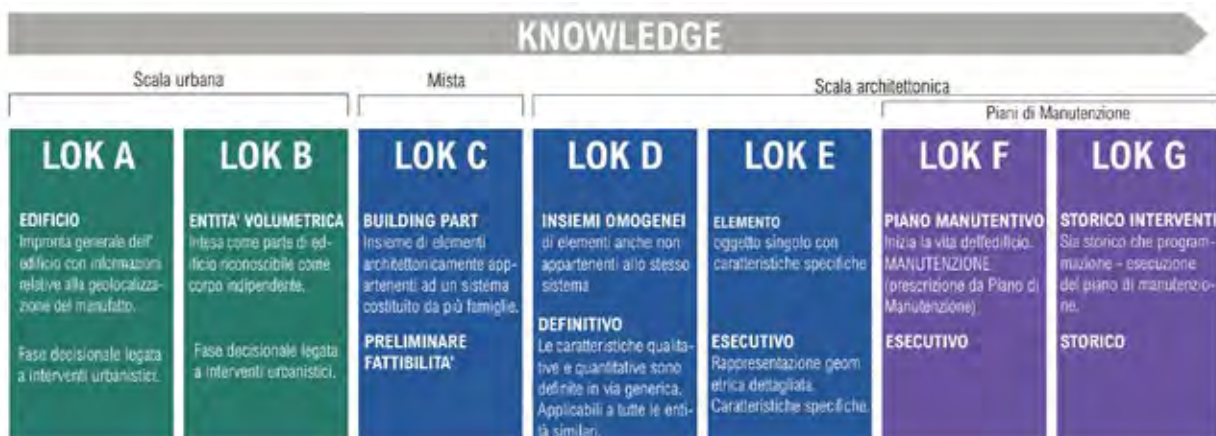 KNOWLEDGE
Scala urbana
Mista
Scala architettonica
Piani di Manutenzione
LOK A
EDIFICIO
Impronta generale dell'
edificio con informazioni
relative alla geolocalizza-
zione del manufatto.
Fase decisionale legata
a interventi urbanistici.
LOK B
ENTITA' VOLUMETRICA
Intesa come parte di ed-
ificio riconoscibile come
corpo indipendente.
Fase decisionale legata
a interventi urbanistici.
LOK C
BUILDING PART
Insieme di elementi
architettonicamente app-
artenenti ad un sistema
costituito da più famiglie.
PRELIMINARE
FATTIBILITA'
LOK D
INSIEMI OMOGENEI
di elementi anche non
appartenenti allo stesso
sistema
DEFINITIVO
Le caratteristiche qualita-
tive e quantitative sono
definite in via generica.
Applicabili a tutte le enti-
tà similari.
LOK E
ELEMENTO
oggetto singolo con
caratteristiche specifiche
ESECUTIVO
Rappresentazione geom
etrica dettagliata.
Caratteristiche specifiche.
LOK F
PIANO MANUTENTIVO
Inizia la vita dell'edificio.
MANUTENZIONE
(prescrizione da Piano di
Manutenzione)
ESECUTIVO
LOK G
STORICO INTERVENTI
Sia storico che program-
mazione - esecuzione
del piano di manutenzio-
ne.
STORICO